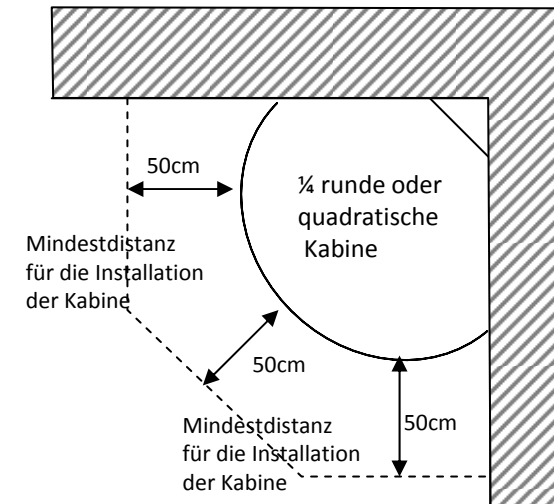 50cm
¼ runde oder
quadratische
Kabine
Mindestdistanz
für die Installation
der Kabine
50cm
50cm
Mindestdistanz
für die Installation
der Kabine